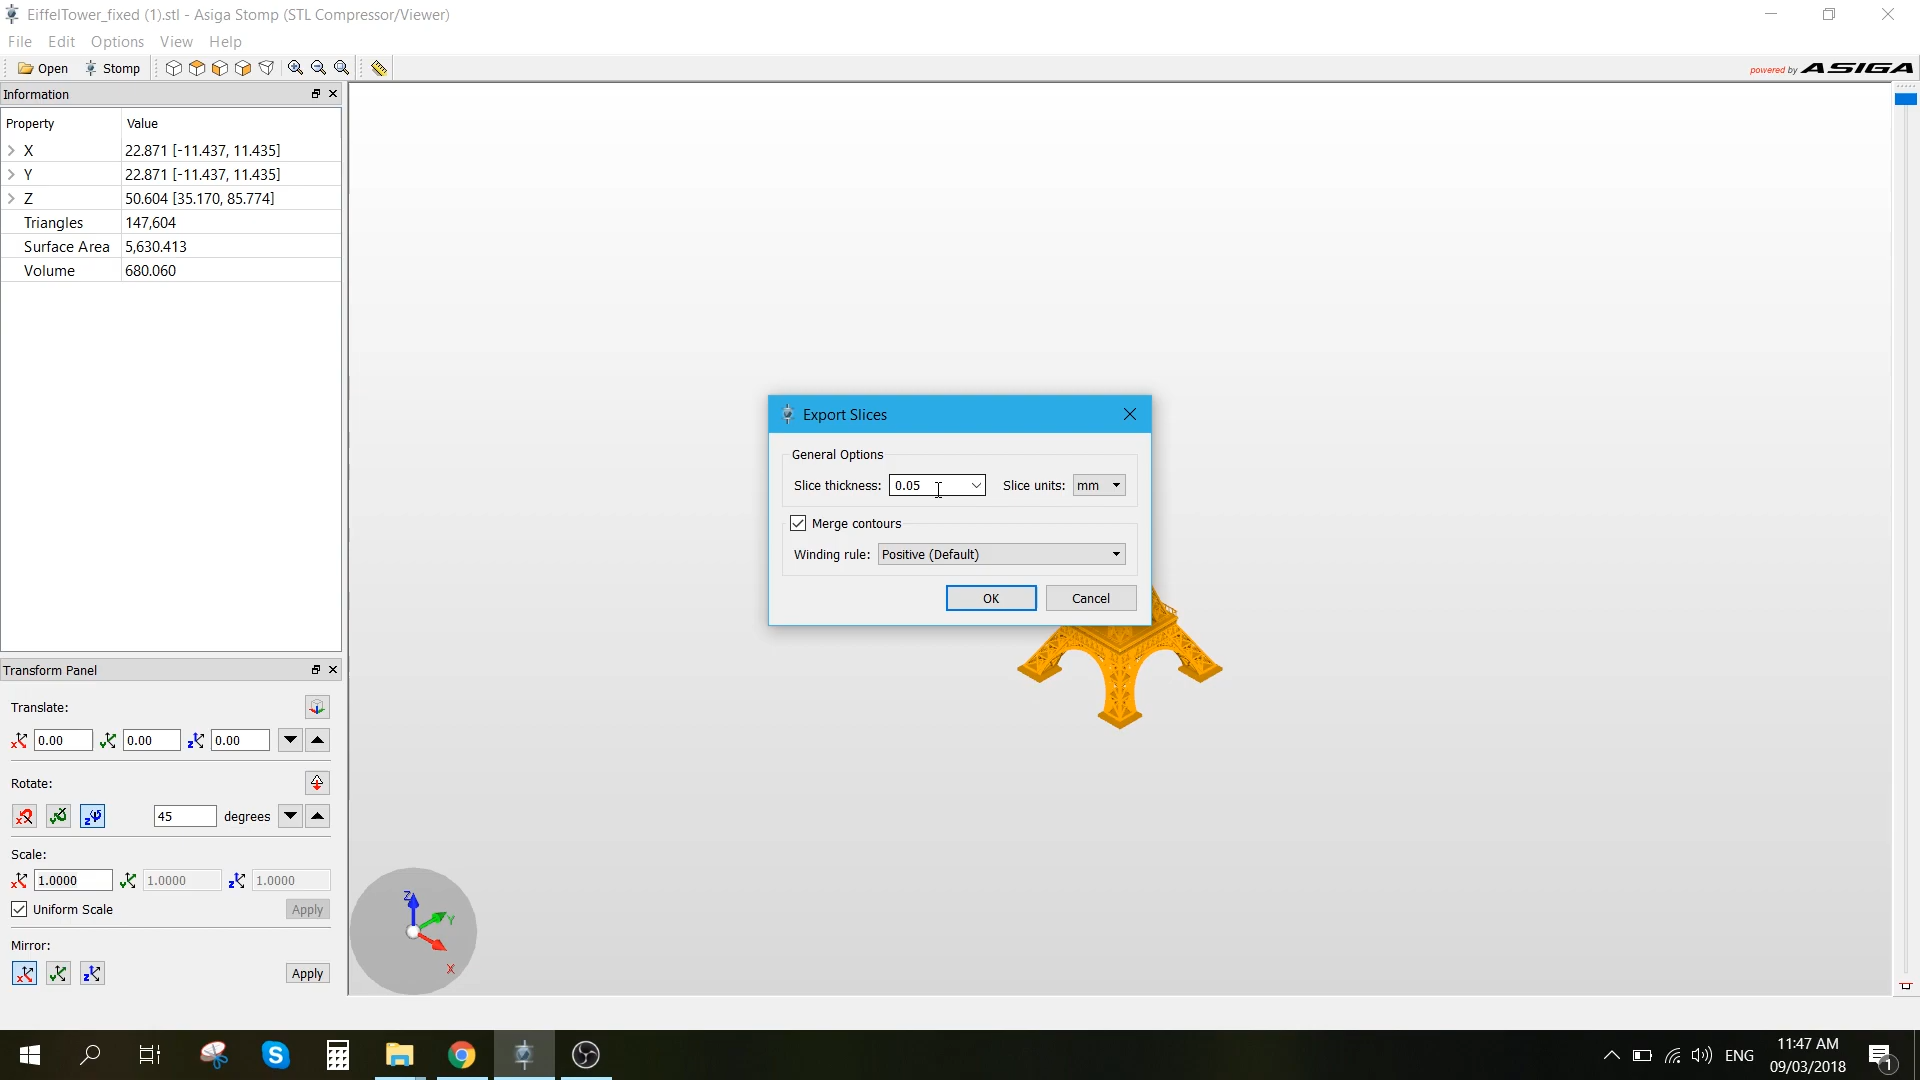 EiffelTower_fixed (1).stl - Asiga Stomp (STL Compressor/Viewer)
File Edit Options View Help
Open Stomp powered by ASIGA
Information
Property Value
X 22.871 [-11.437, 11.435]
Y 22.871 [-11.437, 11.435]
Z 50.604 [35.170, 85.774]
Triangles 147,604
Surface Area 5,630.413
Volume 680.060
Export Slices
General Options
Slice thickness: 0.05 Slice units: mm
Merge contours
Winding rule: Positive (Default)
OK Cancel
Transform Panel
Translate:
X 0.00 Y 0.00 Z 0.00
Rotate:
X Y Z 45 degrees
Scale:
X 1.0000 Y 1.0000 Z 1.0000
Uniform Scale Apply
Mirror:
X Y Z Apply
Z
Y
X
ENG
11:47 AM
09/03/2018
1